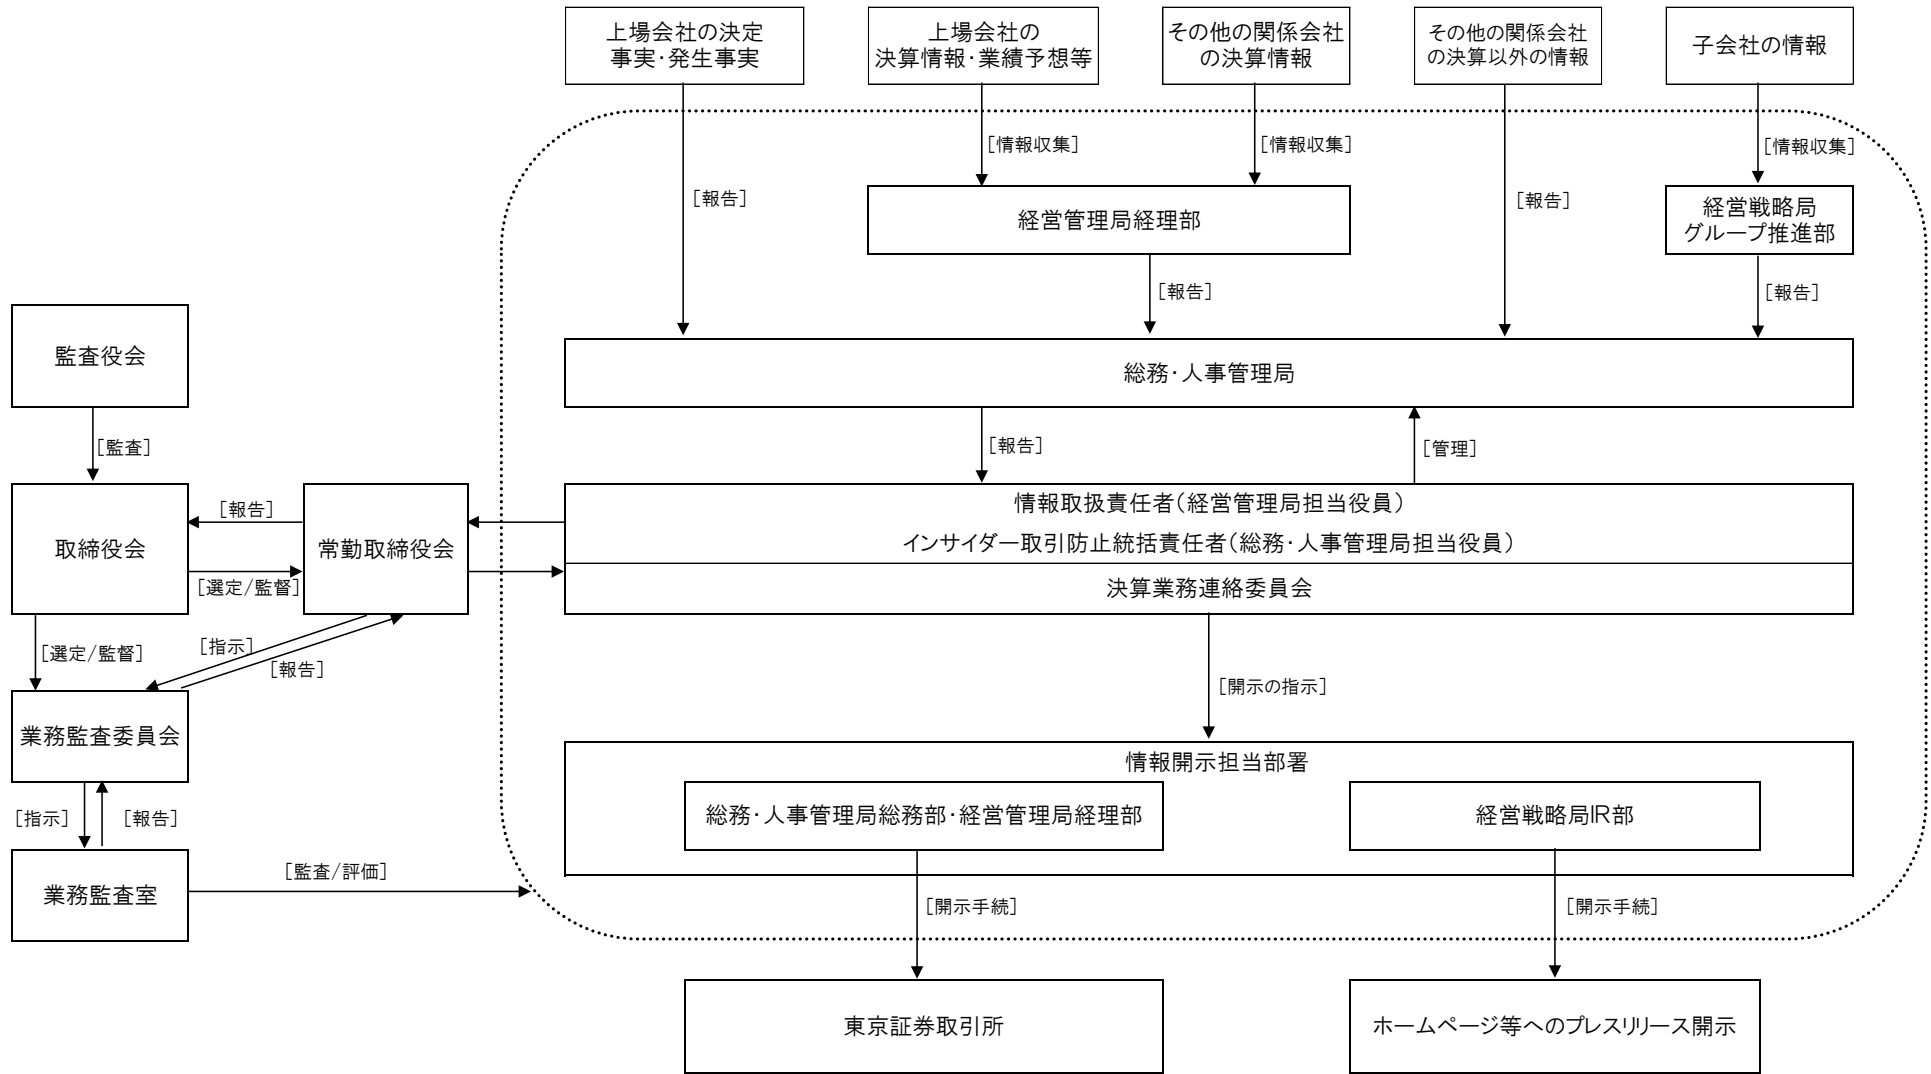 上場会社の決定
事実・発生事実
上場会社の
決算情報・業績予想等
その他の関係会社
の決算情報
その他の関係会社
の決算以外の情報
子会社の情報
[情報収集]
[情報収集]
[情報収集]
[報告]
経営管理局経理部
[報告]
経営戦略局
グループ推進部
[報告]
[報告]
監査役会
総務・人事管理局
[監査]
[報告]
[管理]
取締役会
[報告]
[選定/監督]
常勤取締役会
情報取扱責任者(経営管理局担当役員)
インサイダー取引防止統括責任者(総務・人事管理局担当役員)
決算業務連絡委員会
[選定/監督]
[指示]
[報告]
[開示の指示]
業務監査委員会
情報開示担当部署
総務・人事管理局総務部・経営管理局経理部
経営戦略局IR部
[指示]
[報告]
業務監査室
[監査/評価]
[開示手続]
[開示手続]
東京証券取引所
ホームページ等へのプレスリリース開示